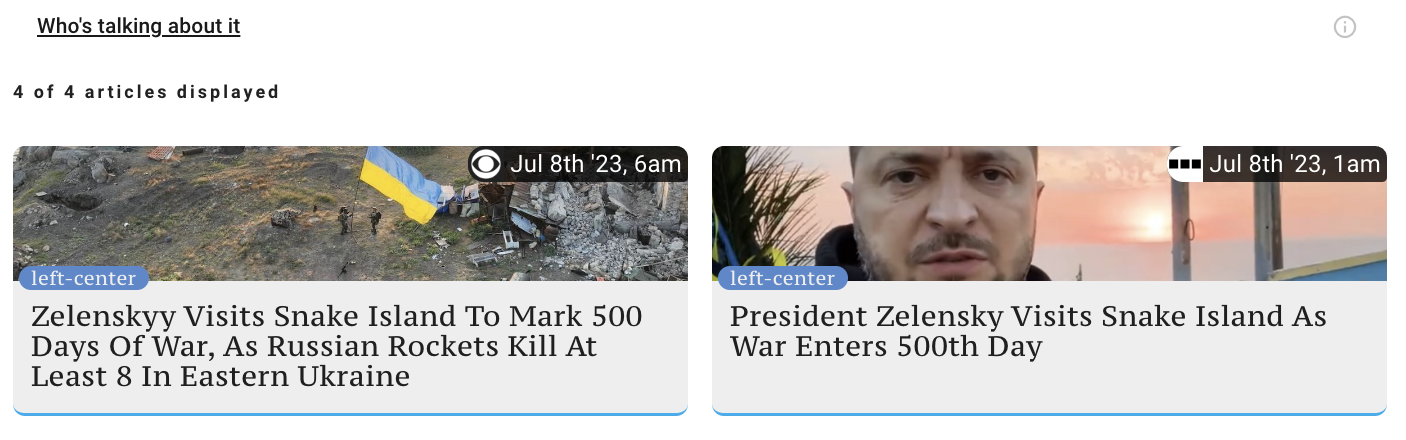 Who's talking about it
4 of 4 articles displayed
Jul 8th '23, 6am
left-center
Zelenskyy Visits Snake Island To Mark 500
Days Of War, As Russian Rockets Kill At
Least 8 In Eastern Ukraine
Jul 8th '23, 1am
left-center
President Zelensky Visits Snake Island As
War Enters 500th Day